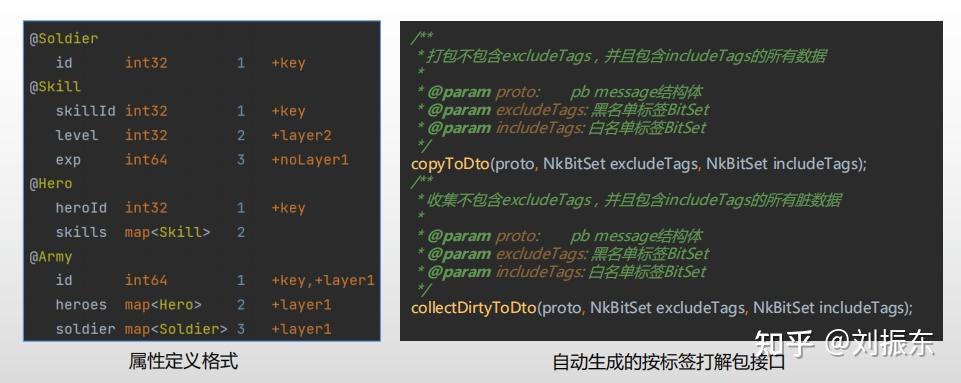 @Soldier
id int32 1 +key
@Skill
skillId int32 1 +key
level int32 2 +layer2
exp int64 3 +noLayer1
@Hero
heroId int32 1 +key
skills map<Skill> 2
@Army
id int64 1 +key,+layer1
heroes map<Hero> 2 +layer1
soldier map<Soldier> 3 +layer1
属性定义格式
/**
* 打包不包含excludeTags，并且包含includeTags的所有数据
*
* @param proto: pb message结构体
* @param excludeTags: 黑名单标签BitSet
* @param includeTags: 白名单标签BitSet
*/
copyToDto(proto, NkBitSet excludeTags, NkBitSet includeTags);
/**
* 收集不包含excludeTags，并且包含includeTags的所有脏数据
*
* @param proto: pb message结构体
* @param excludeTags: 黑名单标签BitSet
* @param includeTags: 白名单标签BitSet
*/
collectDirtyToDto(proto, NkBitSet excludeTags, NkBitSet includeTags);
自动生成的按标签打解包接口
知乎 @刘振东